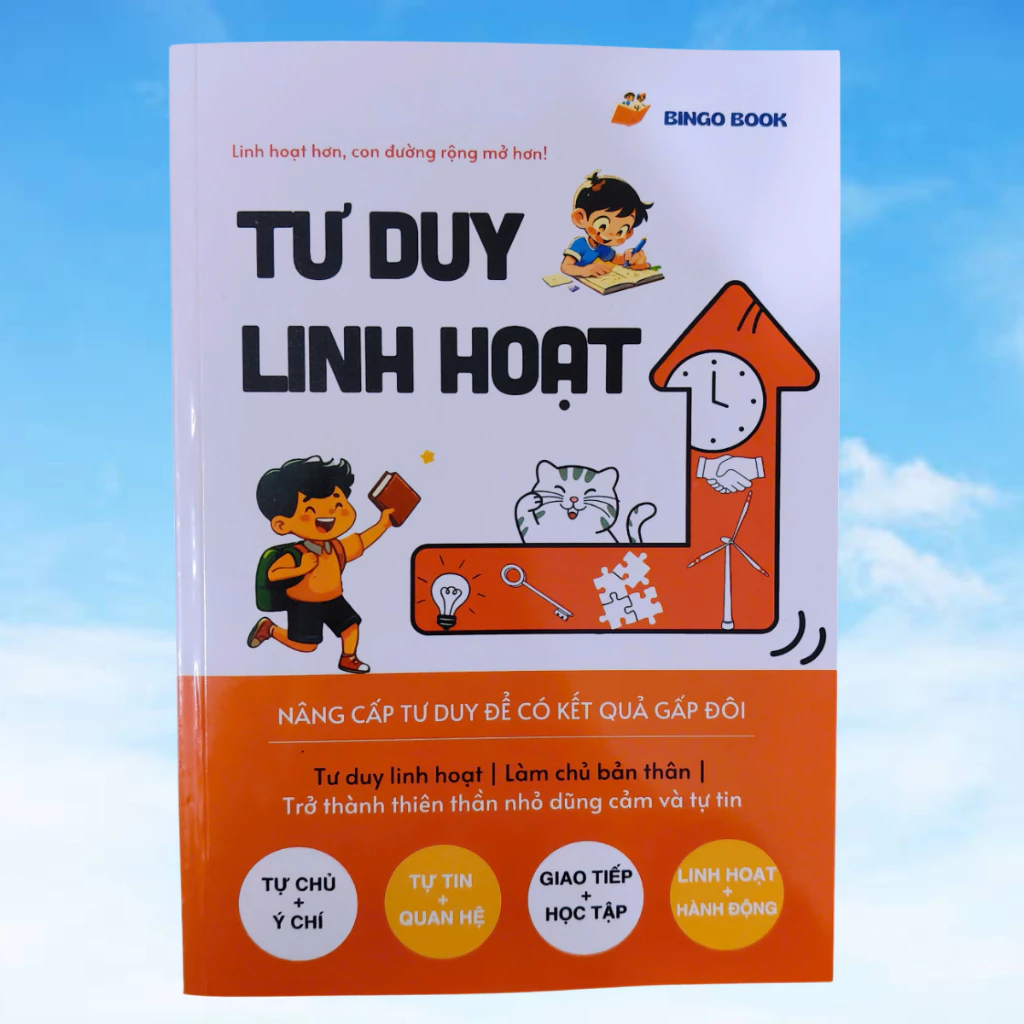 BINGO BOOK
Linh hoạt hơn, con đường rộng mở hơn!
TƯ DUY
LINH HOẠT
NÂNG CẤP TƯ DUY ĐỂ CÓ KẾT QUẢ GẤP ĐÔI
Tư duy linh hoạt | Làm chủ bản thân |
Trở thành thiên thần nhỏ dũng cảm và tự tin
TỰ CHỦ
+
Ý CHÍ
TỰ TIN
+
QUAN HỆ
GIAO TIẾP
+
HỌC TẬP
LINH HOẠT
+
HÀNH ĐỘNG